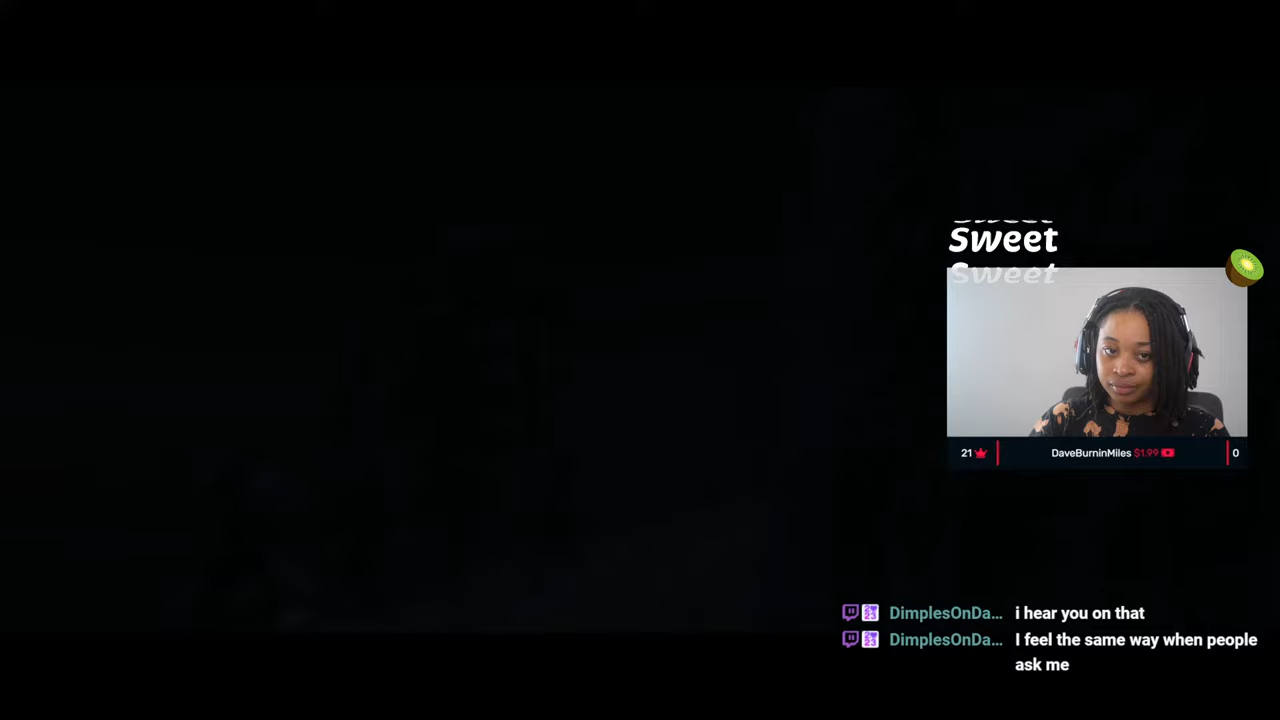 Sweet
Sweet
Sweet
21 DaveBurninMiles $1.99 0
DimplesOnDa... i hear you on that
DimplesOnDa... I feel the same way when people
ask me